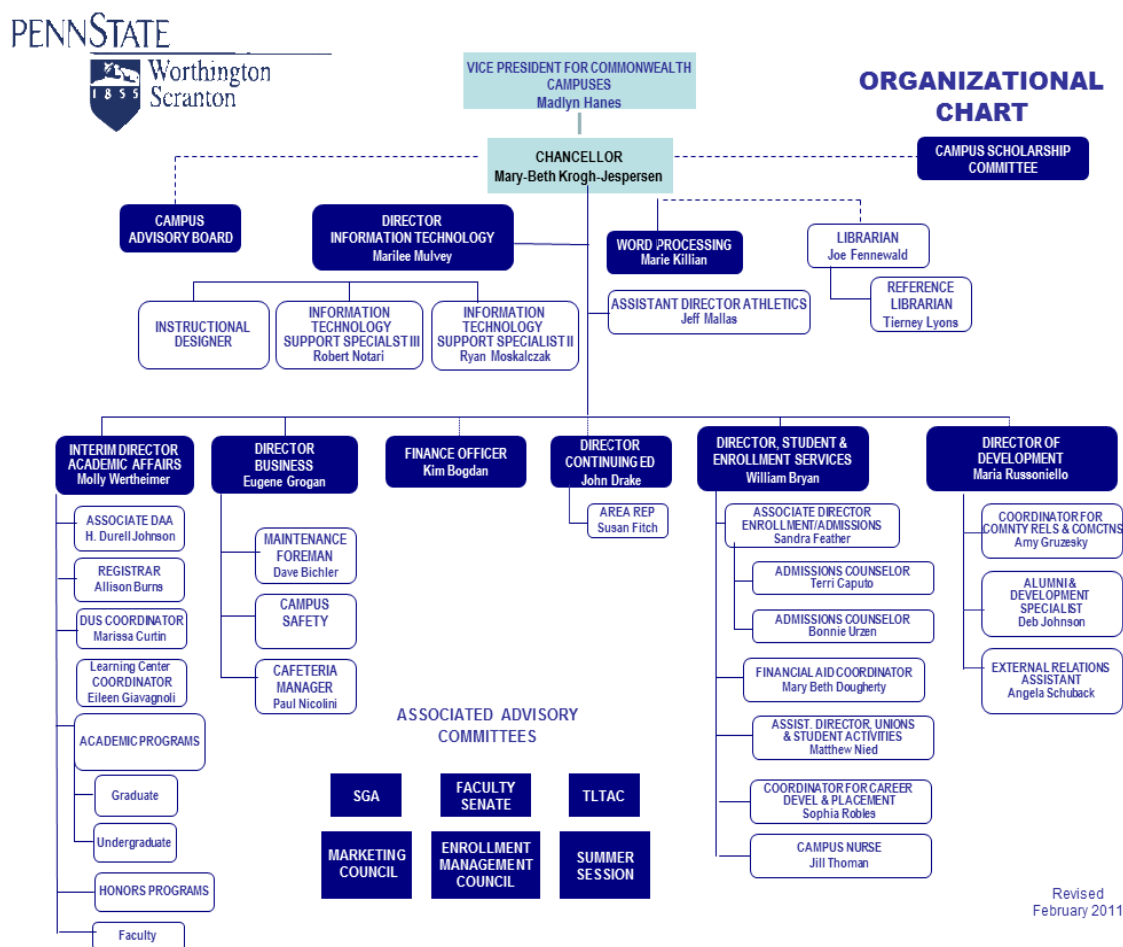 PENNSTATE
1855
Worthington
Scranton
VICE PRESIDENT FOR COMMONWEALTH
CAMPUSES
Madlyn Hanes
ORGANIZATIONAL
CHART
CHANCELLOR
Mary-Beth Krogh-Jespersen
CAMPUS SCHOLARSHIP
COMMITTEE
CAMPUS
ADVISORY BOARD
DIRECTOR
INFORMATION TECHNOLOGY
Marilee Mulvey
WORD PROCESSING
Marie Killian
LIBRARIAN
Joe Fennewald
REFERENCE
LIBRARIAN
Tierney Lyons
INSTRUCTIONAL
DESIGNER
INFORMATION
TECHNOLOGY
SUPPORT SPECIALST III
Robert Notari
INFORMATION
TECHNOLOGY
SUPPORT SPECIALIST II
Ryan Moskalczak
ASSISTANT DIRECTOR ATHLETICS
Jeff Mallas
INTERIM DIRECTOR
ACADEMIC AFFAIRS
Molly Wertheimer
DIRECTOR
BUSINESS
Eugene Grogan
FINANCE OFFICER
Kim Bogdan
DIRECTOR
CONTINUING ED
John Drake
DIRECTOR, STUDENT &
ENROLLMENT SERVICES
William Bryan
DIRECTOR OF
DEVELOPMENT
Maria Russoniello
ASSOCIATE DAA
H. Durell Johnson
REGISTRAR
Allison Burns
DUS COORDINATOR
Marissa Curtin
Learning Center
COORDINATOR
Eileen Giavagnoli
ACADEMIC PROGRAMS
Graduate
Undergraduate
HONORS PROGRAMS
Faculty
MAINTENANCE
FOREMAN
Dave Bichler
CAMPUS
SAFETY
CAFETERIA
MANAGER
Paul Nicolini
AREA REP
Susan Fitch
ASSOCIATE DIRECTOR
ENROLLMENT/ADMISSIONS
Sandra Feather
ADMISSIONS COUNSELOR
Terri Caputo
ADMISSIONS COUNSELOR
Bonnie Urzen
FINANCIAL AID COORDINATOR
Mary Beth Dougherty
ASSIST. DIRECTOR, UNIONS
& STUDENT ACTIVITIES
Matthew Nied
COORDINATOR FOR CAREER
DEVEL & PLACEMENT
Sophia Robles
CAMPUS NURSE
Jill Thoman
COORDINATOR FOR
COMNTY RELS & COMCTNS
Amy Gruzesky
ALUMNI &
DEVELOPMENT
SPECIALIST
Deb Johnson
EXTERNAL RELATIONS
ASSISTANT
Angela Schuback
ASSOCIATED ADVISORY
COMMITTEES
SGA
FACULTY
SENATE
TLTAC
MARKETING
COUNCIL
ENROLLMENT
MANAGEMENT
COUNCIL
SUMMER
SESSION
Revised
February 2011